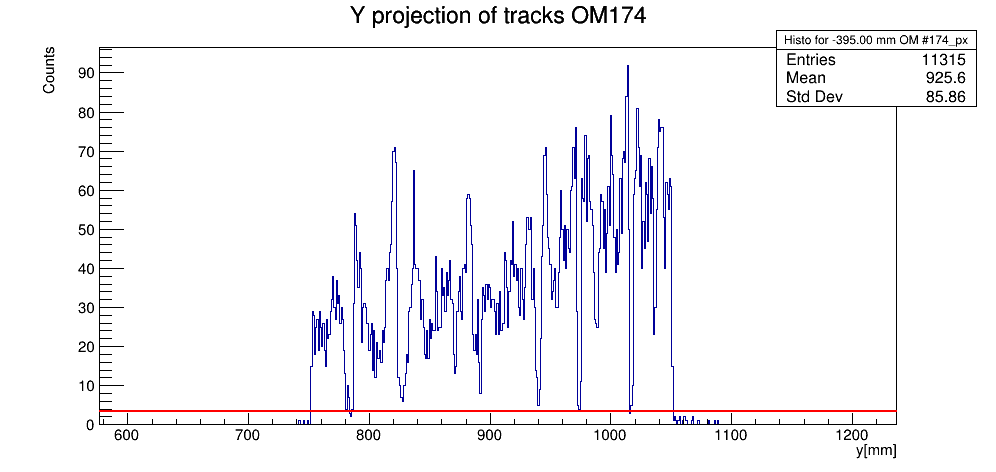 Y projection of tracks OM174
Histo for -395.00 mm OM #174_px
Entries 11315
Mean 925.6
Std Dev 85.86
Counts
90
80
70
60
50
40
30
20
10
0
600 700 800 900 1000 1100 1200
y[mm]